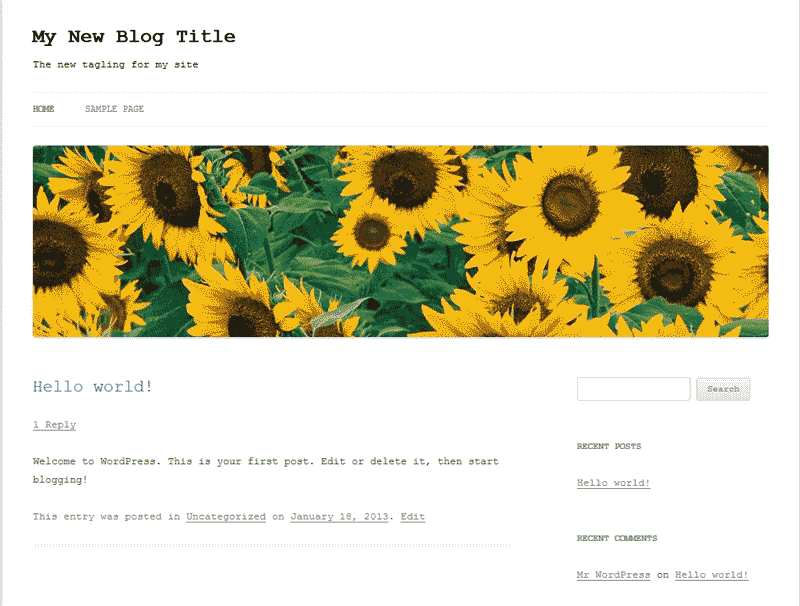 My New Blog Title
The new tagling for my site
HOME SAMPLE PAGE
Hello world!
1 Reply
Welcome to WordPress. This is your first post. Edit or delete it, then start
blogging!
This entry was posted in Uncategorized on January 18, 2013. Edit
Search
RECENT POSTS
Hello world!
RECENT COMMENTS
Mr WordPress on Hello world!